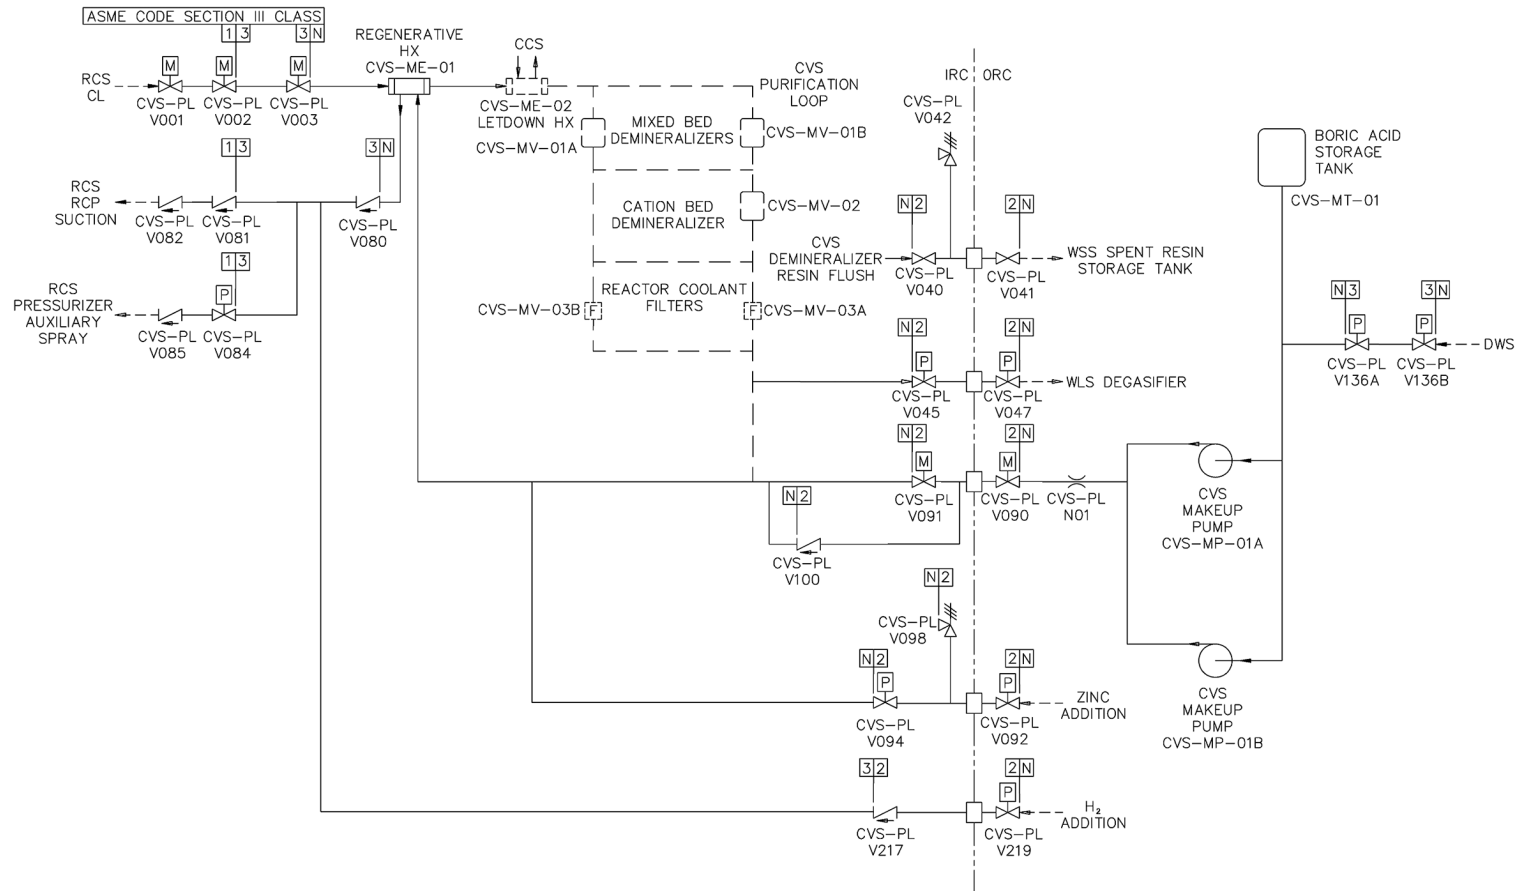 ASME CODE SECTION III CLASS
1 3
3 N
REGENERATIVE
HX
CVS-ME-01
CCS
RCS
CL
M
M
M
CVS-PL
V001
CVS-PL
V002
CVS-PL
V003
CVS-ME-02
LETDOWN HX
CVS-MV-01A
MIXED BED
DEMINERALIZERS
CVS
PURIFICATION
LOOP
CVS-MV-01B
IRC
ORC
CVS-PL
V042
BORIC ACID
STORAGE
TANK
CVS-MT-01
1 3
3 N
RCS
RCP
SUCTION
CVS-PL
V082
CVS-PL
V081
CVS-PL
V080
CATION BED
DEMINERALIZER
CVS-MV-02
N 2
2 N
CVS
DEMINERALIZER
RESIN FLUSH
CVS-PL
V040
CVS-PL
V041
WSS SPENT RESIN
STORAGE TANK
1 3
RCS
PRESSURIZER
AUXILIARY
SPRAY
P
CVS-PL
V085
CVS-PL
V084
REACTOR COOLANT
FILTERS
CVS-MV-03B
F
F
CVS-MV-03A
N 3
3 N
P
P
CVS-PL
V136A
CVS-PL
V136B
DWS
N 2
2 N
P
P
CVS-PL
V045
CVS-PL
V047
WLS DEGASIFIER
N 2
2 N
M
M
CVS-PL
V091
CVS-PL
V090
CVS-PL
N01
CVS
MAKEUP
PUMP
CVS-MP-01A
N 2
CVS-PL
V100
N 2
CVS-PL
V098
N 2
2 N
P
P
CVS-PL
V094
CVS-PL
V092
ZINC
ADDITION
CVS
MAKEUP
PUMP
CVS-MP-01B
3 2
2 N
P
CVS-PL
V217
CVS-PL
V219
H₂
ADDITION